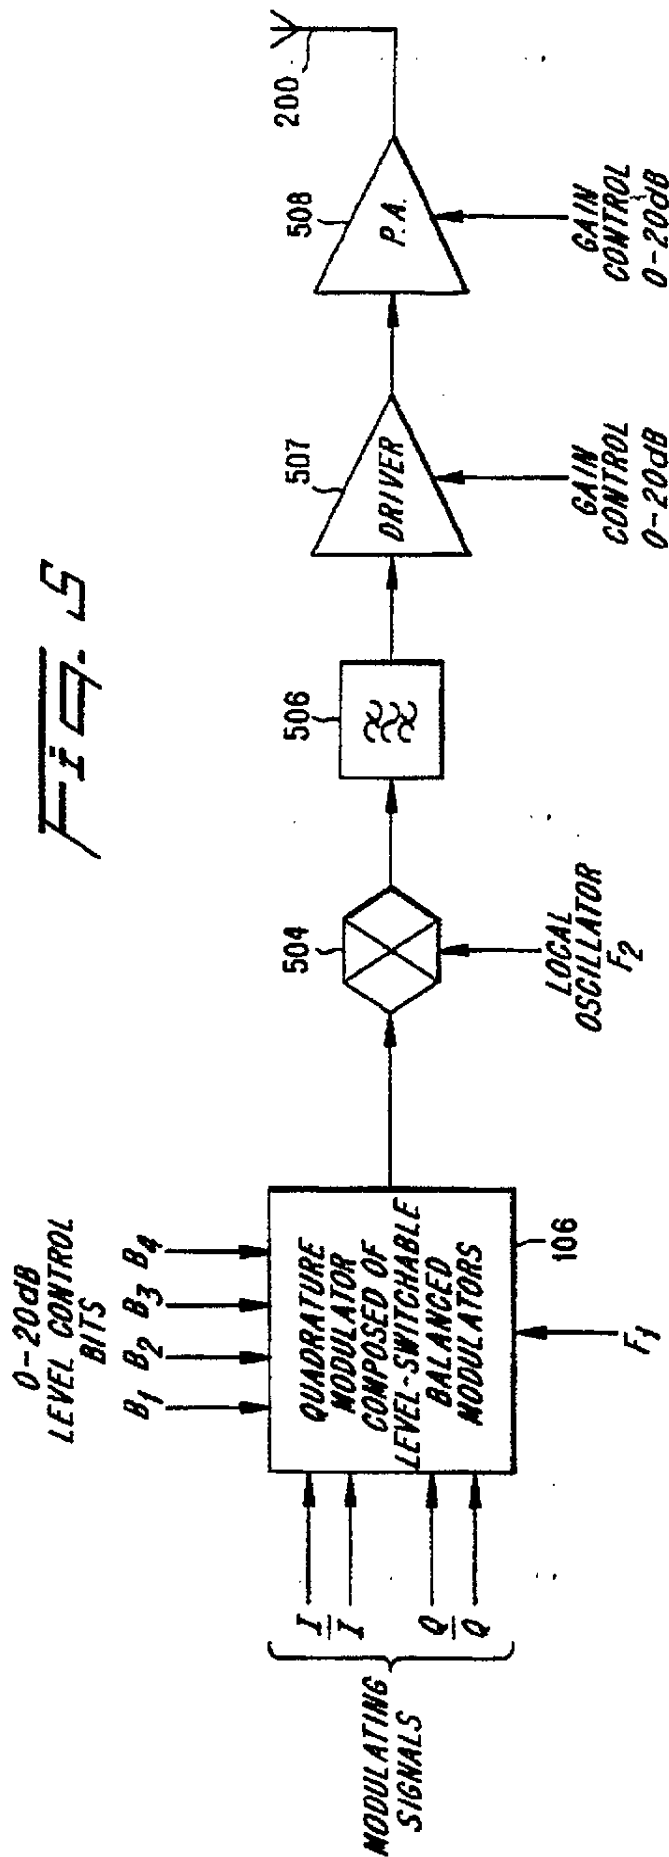 Fig. 5
0-20dB
LEVEL CONTROL
BITS
B1 B2 B3 B4
MODULATING
SIGNALS
I
I̅
Q
Q̅
QUADRATURE
MODULATOR
COMPOSED OF
LEVEL-SWITCHABLE
BALANCED
MODULATORS
106
F1
504
LOCAL
OSCILLATOR
F2
506
507
DRIVER
GAIN
CONTROL
0-20dB
508
P.A.
GAIN
CONTROL
0-20dB
200